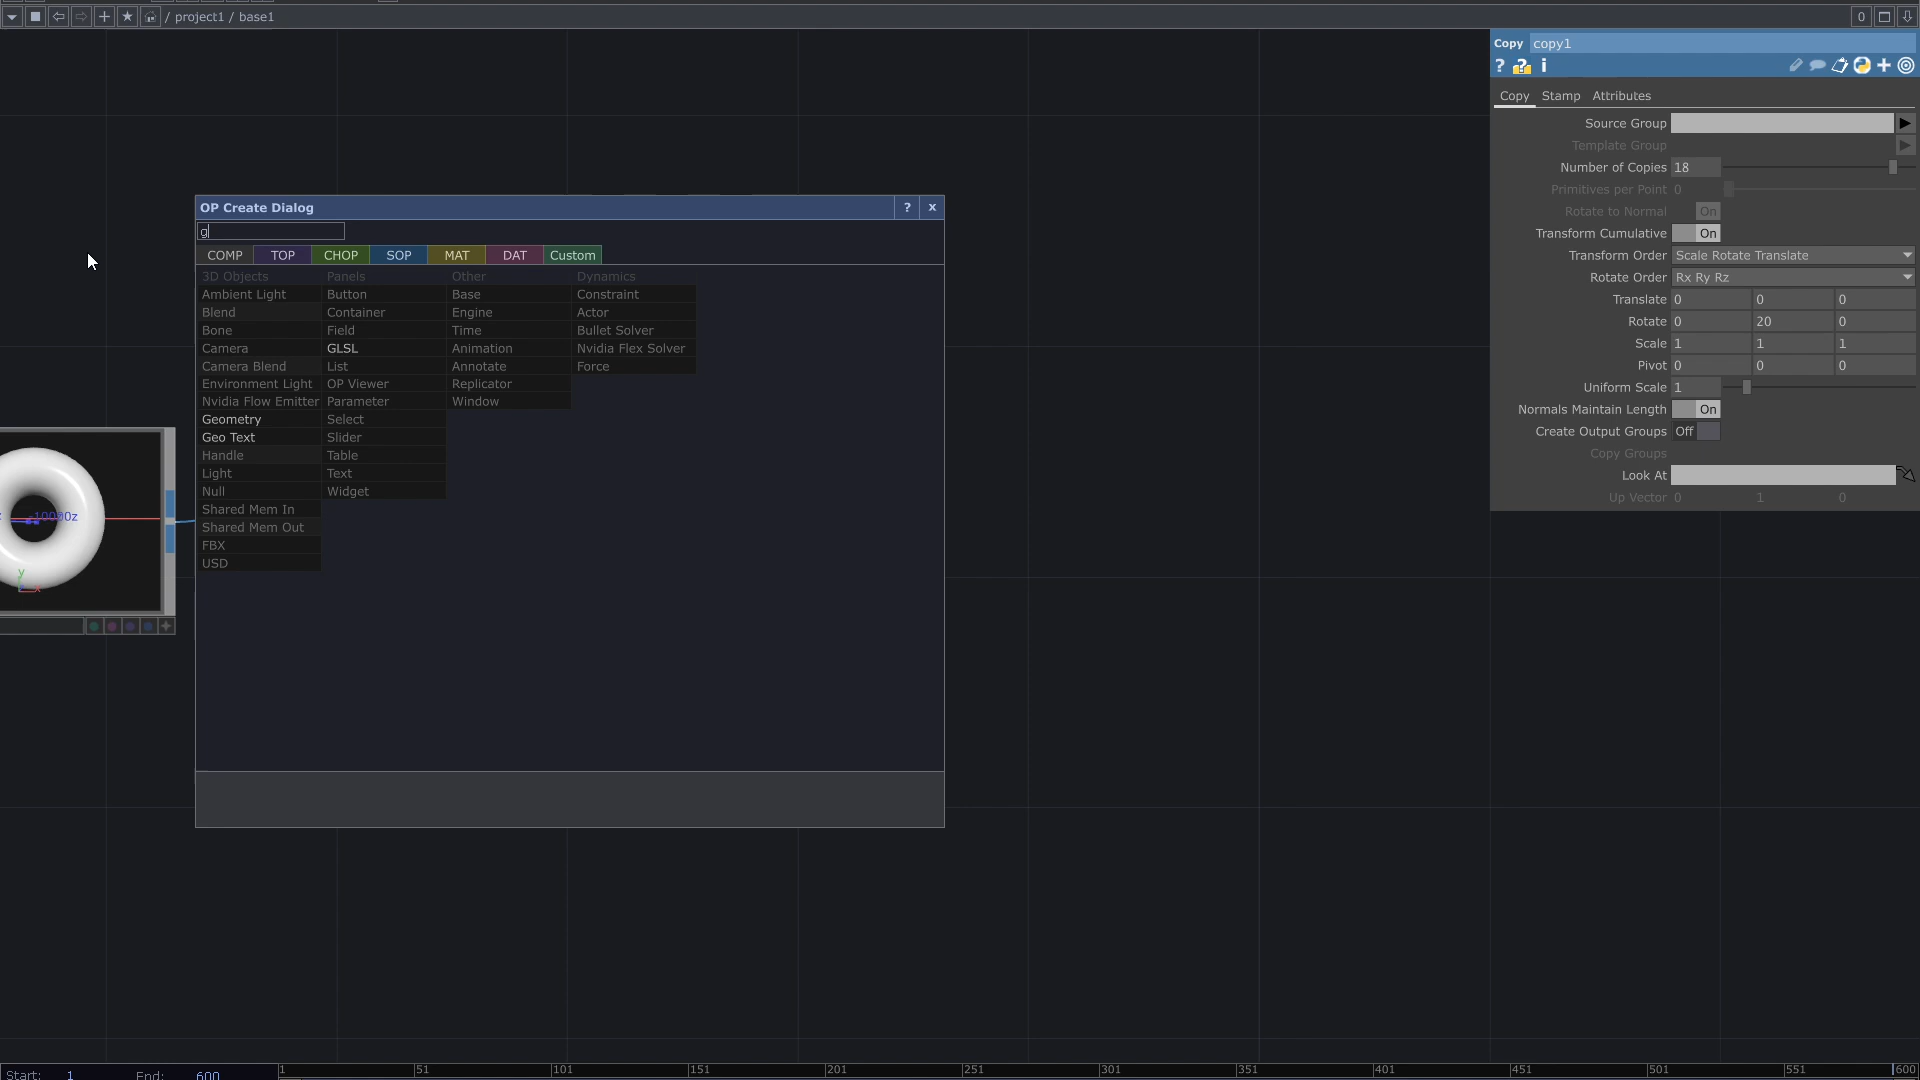 / project1 / base1
0
Copy copy1
? ? i
Copy Stamp Attributes
Source Group
Template Group
Number of Copies 18
Primitives per Point 0
Rotate to Normal On
Transform Cumulative On
Transform Order Scale Rotate Translate
Rotate Order Rx Ry Rz
Translate 0 0 0
Rotate 0 20 0
Scale 1 1 1
Pivot 0 0 0
Uniform Scale 1
Normals Maintain Length On
Create Output Groups Off
Copy Groups
Look At
Up Vector 0 1 0
OP Create Dialog ? x
g
COMP TOP CHOP SOP MAT DAT Custom
3D Objects Panels Other Dynamics
Ambient Light Button Base Constraint
Blend Container Engine Actor
Bone Field Time Bullet Solver
Camera GLSL Animation Nvidia Flex Solver
Camera Blend List Annotate Force
Environment Light OP Viewer Replicator
Nvidia Flow Emitter Parameter Window
Geometry Select
Geo Text Slider
Handle Table
Light Text
Null Widget
Shared Mem In
Shared Mem Out
FBX
USD
y
x
Start: 1 End: 600
1 51 101 151 201 251 301 351 401 451 501 551 600